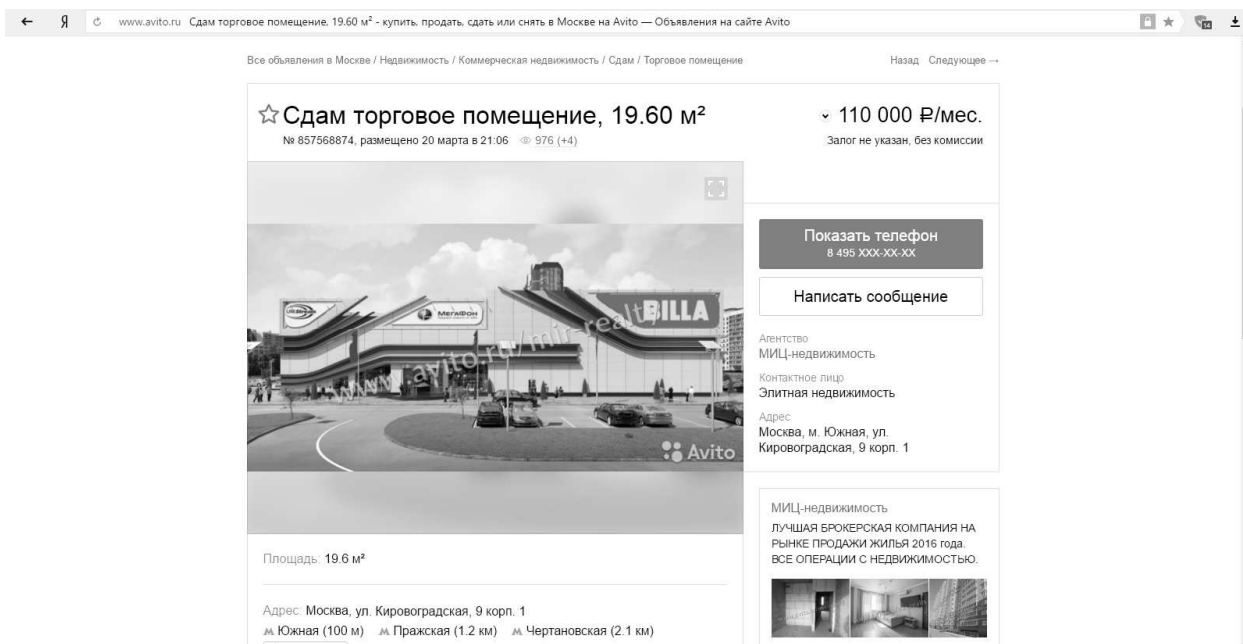 www.avito.ru Сдам торговое помещение, 19.60 м² - купить, продать, сдать или снять в Москве на Avito — Объявления на сайте Avito
14
Все объявления в Москве / Недвижимость / Коммерческая недвижимость / Сдам / Торговое помещение
Назад Следующее →
Сдам торговое помещение, 19.60 м²
№ 857568874, размещено 20 марта в 21:06 976 (+4)
110 000 ₽/мес.
Залог не указан, без комиссии
МЕГАФОН
BILLA
www.avito.ru/mir-realty
Avito
Показать телефон
8 495 XXX-XX-XX
Написать сообщение
Агентство
МИЦ-недвижимость
Контактное лицо
Элитная недвижимость
Адрес
Москва, м. Южная, ул.
Кировоградская, 9 корп. 1
МИЦ-недвижимость
ЛУЧШАЯ БРОКЕРСКАЯ КОМПАНИЯ НА
РЫНКЕ ПРОДАЖИ ЖИЛЬЯ 2016 года.
ВСЕ ОПЕРАЦИИ С НЕДВИЖИМОСТЬЮ.
Площадь: 19.6 м²
Адрес: Москва, ул. Кировоградская, 9 корп. 1
Южная (100 м) Пражская (1.2 км) Чертановская (2.1 км)